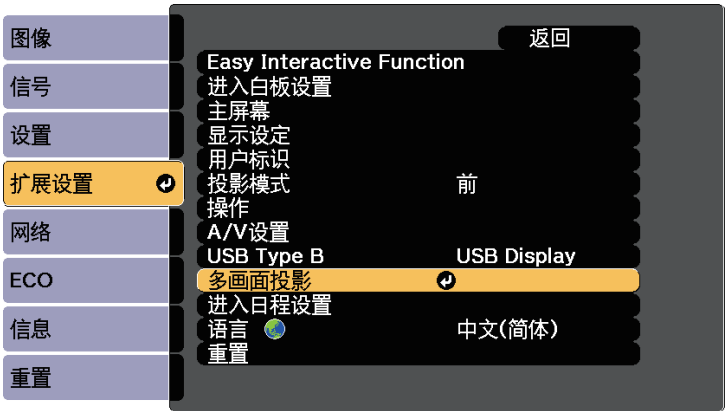 图像
信号
设置
扩展设置
网络
ECO
信息
重置
返回
Easy Interactive Function
进入白板设置
主屏幕
显示设定
用户标识
投影模式 前
操作
A/V设置
USB Type B USB Display
多画面投影
进入日程设置
语言 中文(简体)
重置